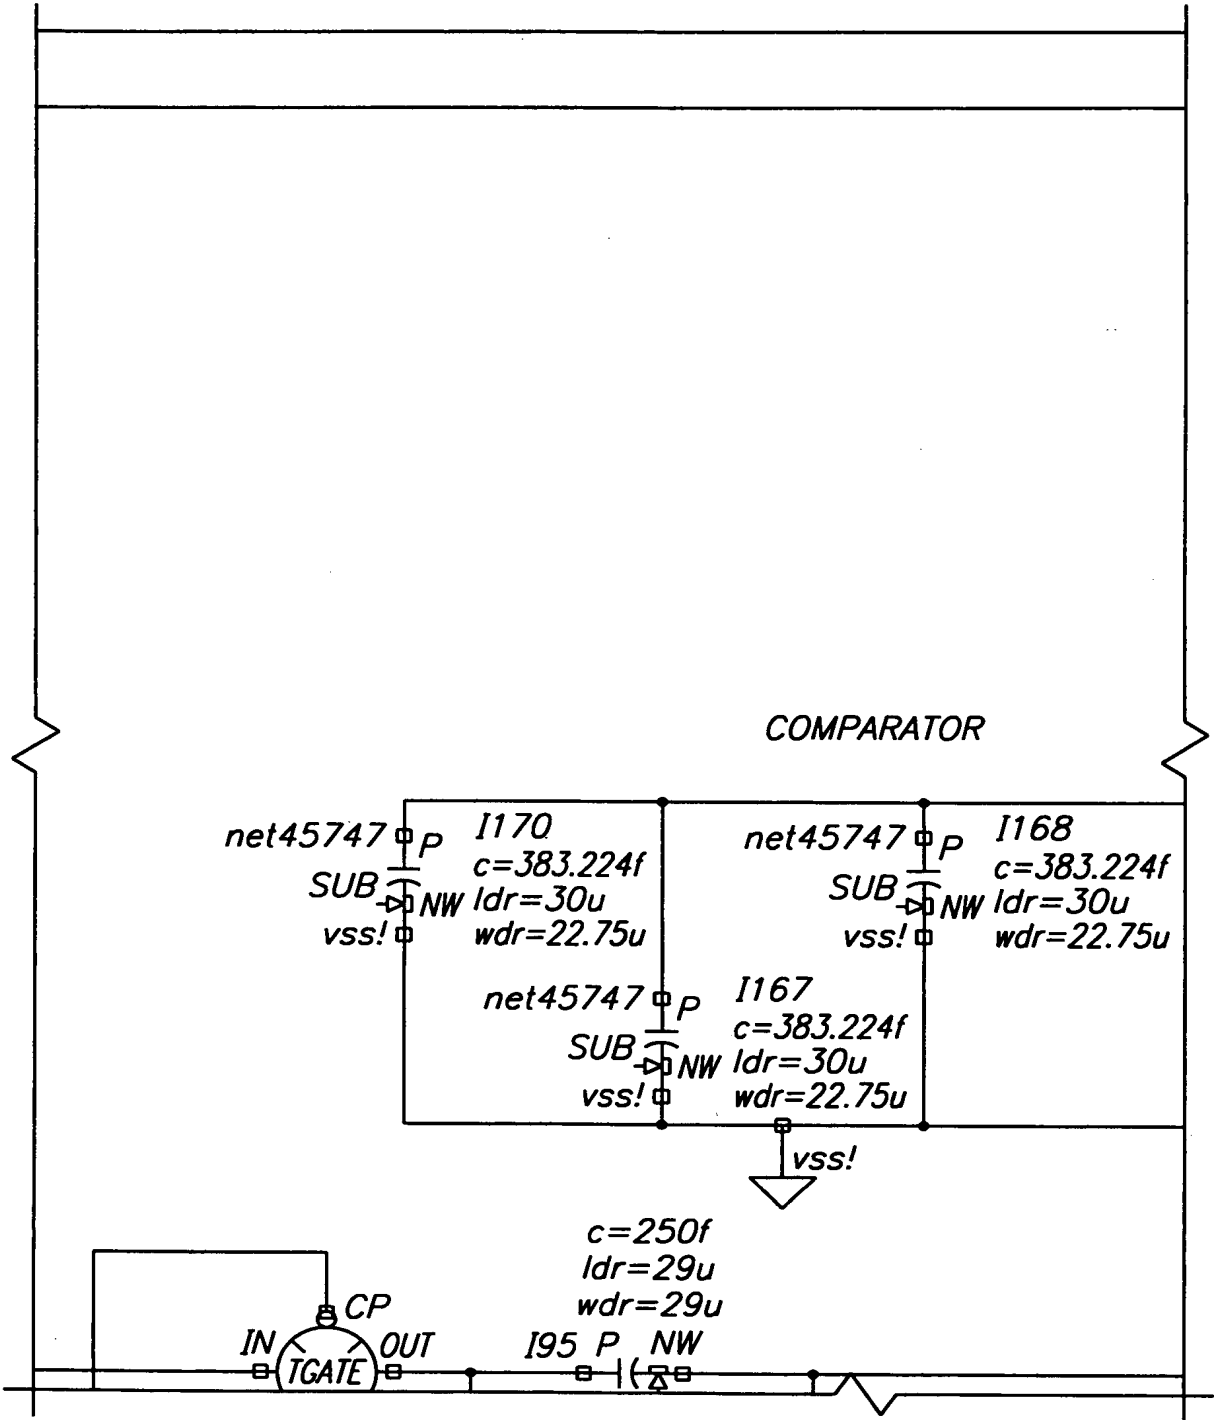 COMPARATOR
net45747
P
I170
c=383.224f
SUB
NW
ldr=30u
vss!
wdr=22.75u
net45747
P
I168
c=383.224f
SUB
NW
ldr=30u
vss!
wdr=22.75u
net45747
P
I167
c=383.224f
SUB
NW
ldr=30u
vss!
wdr=22.75u
vss!
c=250f
ldr=29u
wdr=29u
CP
IN
OUT
TGATE
I95
P
NW